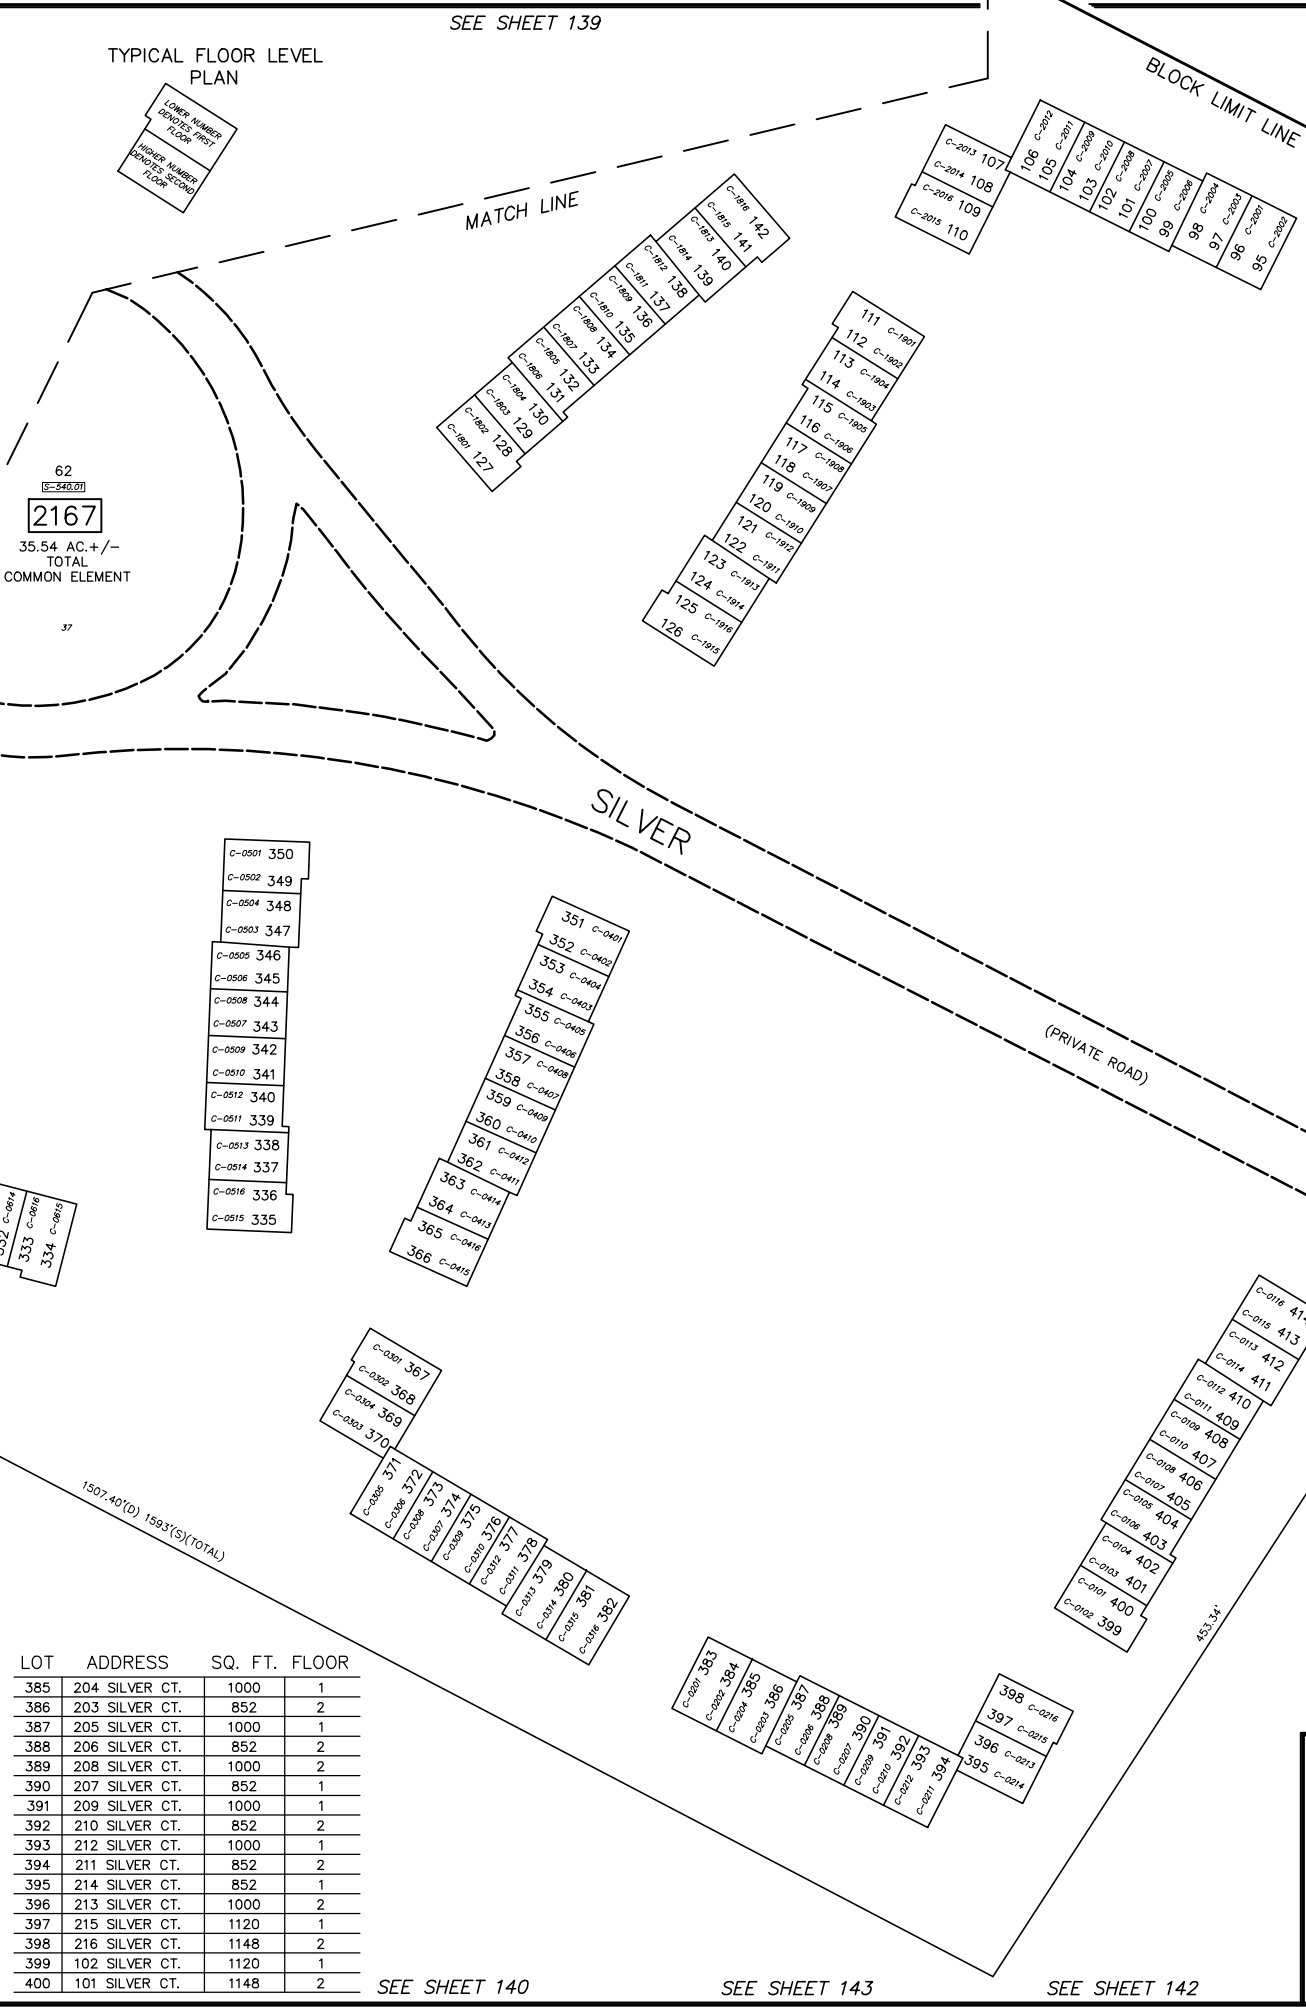 SEE SHEET 139
TYPICAL FLOOR LEVEL
PLAN
LOWER NUMBER
DENOTES FIRST
FLOOR
HIGHER NUMBER
DENOTES SECOND
FLOOR
BLOCK LIMIT LINE
MATCH LINE
C-2012 106
C-2011 105
C-2009 104
C-2010 103
C-2008 102
C-2007 101
C-2005 100
C-2006 99
C-2004 98
C-2003 97
C-2001 96
C-2002 95
C-2013 107
C-2014 108
C-2016 109
C-2015 110
C-1816 142
C-1815 141
C-1813 140
C-1814 139
C-1812 138
C-1811 137
C-1809 136
C-1810 135
C-1808 134
C-1807 133
C-1805 132
C-1806 131
C-1804 130
C-1803 129
C-1802 128
C-1801 127
111 C-1901
112 C-1902
113 C-1904
114 C-1903
115 C-1905
116 C-1906
117 C-1908
118 C-1907
119 C-1909
120 C-1910
121 C-1912
122 C-1911
123 C-1913
124 C-1914
125 C-1916
126 C-1915
62
S-540.01
2167
35.54 AC.+/-
TOTAL
COMMON ELEMENT
37
SILVER
(PRIVATE ROAD)
C-0501 350
C-0502 349
C-0504 348
C-0503 347
C-0505 346
C-0506 345
C-0508 344
C-0507 343
C-0509 342
C-0510 341
C-0512 340
C-0511 339
C-0513 338
C-0514 337
C-0516 336
C-0515 335
351 C-0401
352 C-0402
353 C-0404
354 C-0403
355 C-0405
356 C-0406
357 C-0408
358 C-0407
359 C-0409
360 C-0410
361 C-0412
362 C-0411
363 C-0414
364 C-0413
365 C-0416
366 C-0415
332 C-0614
333 C-0616
334 C-0615
C-0301 367
C-0302 368
C-0304 369
C-0303 370
C-0305 371
C-0306 372
C-0308 373
C-0307 374
C-0309 375
C-0310 376
C-0312 377
C-0311 378
C-0313 379
C-0314 380
C-0315 381
C-0316 382
C-0116 414
C-0115 413
C-0113 412
C-0114 411
C-0112 410
C-0111 409
C-0109 408
C-0110 407
C-0108 406
C-0107 405
C-0105 404
C-0106 403
C-0104 402
C-0103 401
C-0101 400
C-0102 399
1507.40'(D) 1593'(S)(TOTAL)
453.34'
C-0201 383
C-0202 384
C-0204 385
C-0203 386
C-0205 387
C-0206 388
C-0208 389
C-0207 390
C-0209 391
C-0210 392
C-0212 393
C-0211 394
398 C-0216
397 C-0215
396 C-0213
395 C-0214
LOT ADDRESS SQ. FT. FLOOR
385 204 SILVER CT. 1000 1
386 203 SILVER CT. 852 2
387 205 SILVER CT. 1000 1
388 206 SILVER CT. 852 2
389 208 SILVER CT. 1000 2
390 207 SILVER CT. 852 1
391 209 SILVER CT. 1000 1
392 210 SILVER CT. 852 2
393 212 SILVER CT. 1000 1
394 211 SILVER CT. 852 2
395 214 SILVER CT. 852 1
396 213 SILVER CT. 1000 2
397 215 SILVER CT. 1120 1
398 216 SILVER CT. 1148 2
399 102 SILVER CT. 1120 1
400 101 SILVER CT. 1148 2
SEE SHEET 140
SEE SHEET 143
SEE SHEET 142